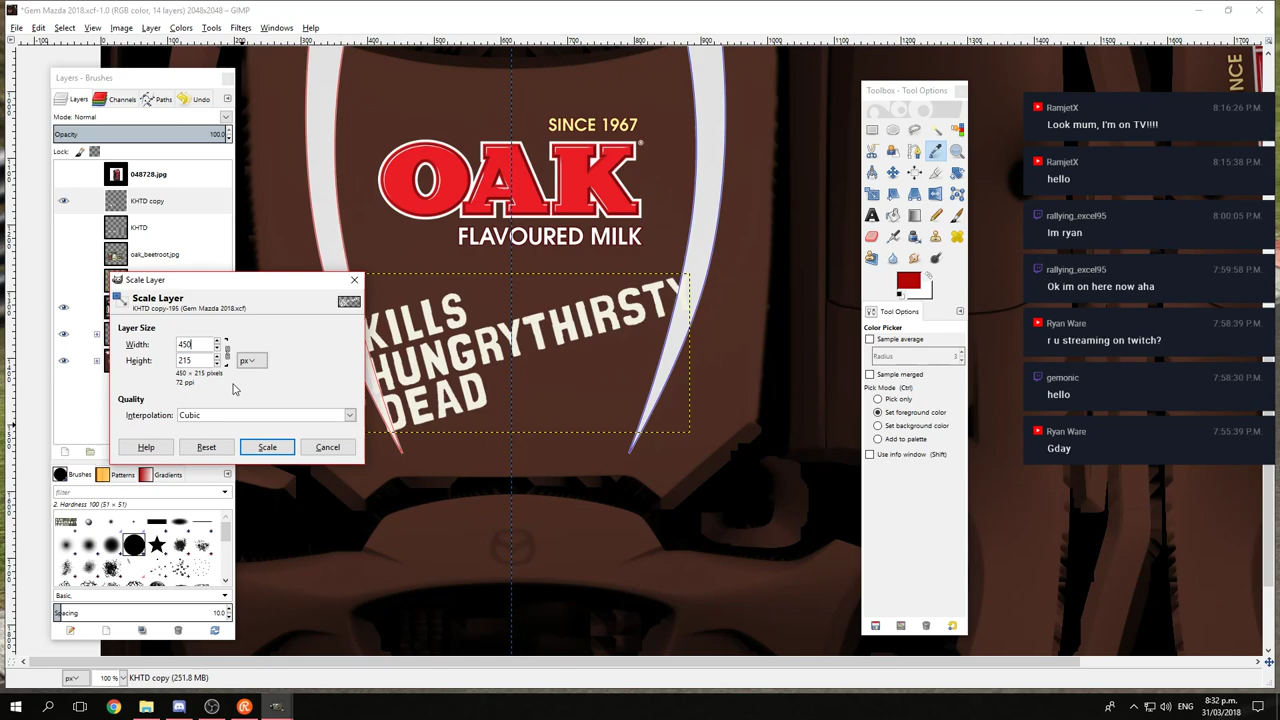 *Gem Mazda 2018.xcf-1.0 (RGB color, 14 layers) 2048x2048 – GIMP
File Edit Select View Image Layer Colors Tools Filters Windows Help
Layers - Brushes
Layers Channels Paths Undo
Mode: Normal
Opacity 100.0
Lock:
048728.jpg
KHTD copy
KHTD
oak_beetroot.jpg
Scale Layer
Scale Layer
KHTD copy-195 (Gem Mazda 2018.xcf)
Layer Size
Width: 450
Height: 215 px
450 × 215 pixels
72 ppi
Quality
Interpolation: Cubic
Help Reset Scale Cancel
Brushes Patterns Gradients
filter
2. Hardness 100 (51 × 51)
Basic,
Spacing 10.0
SINCE 1967
OAK®
FLAVOURED MILK
KILLS
HUNGRYTHIRSTY
DEAD
Toolbox - Tool Options
Tool Options
Color Picker
Sample average
Radius 3
Sample merged
Pick Mode (Ctrl)
Pick only
Set foreground color
Set background color
Add to palette
Use info window (Shift)
RamjetX 8:16:26 P.M.
Look mum, I'm on TV!!!!
RamjetX 8:15:38 P.M.
hello
rallying_excel95 8:00:05 P.M.
Im ryan
rallying_excel95 7:59:58 P.M.
Ok im on here now aha
Ryan Ware 7:58:39 P.M.
r u streaming on twitch?
gemonic 7:58:30 P.M.
hello
Ryan Ware 7:55:39 P.M.
Gday
px 100 % KHTD copy (251.8 MB)
ENG
8:32 p.m.
31/03/2018